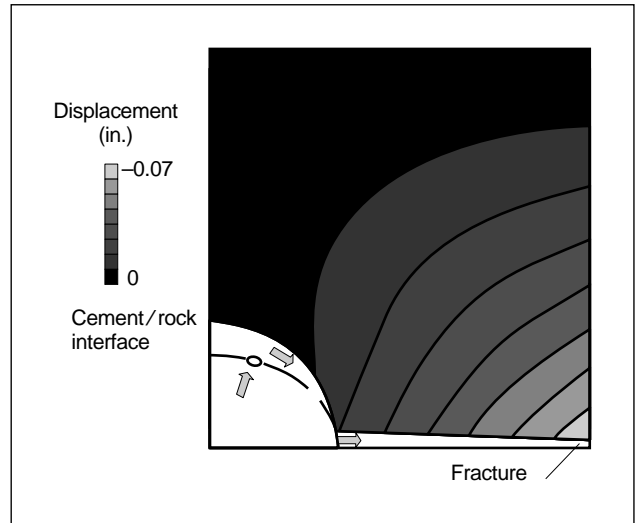 Displacement
(in.)
−0.07
0
Cement/rock
interface
Fracture